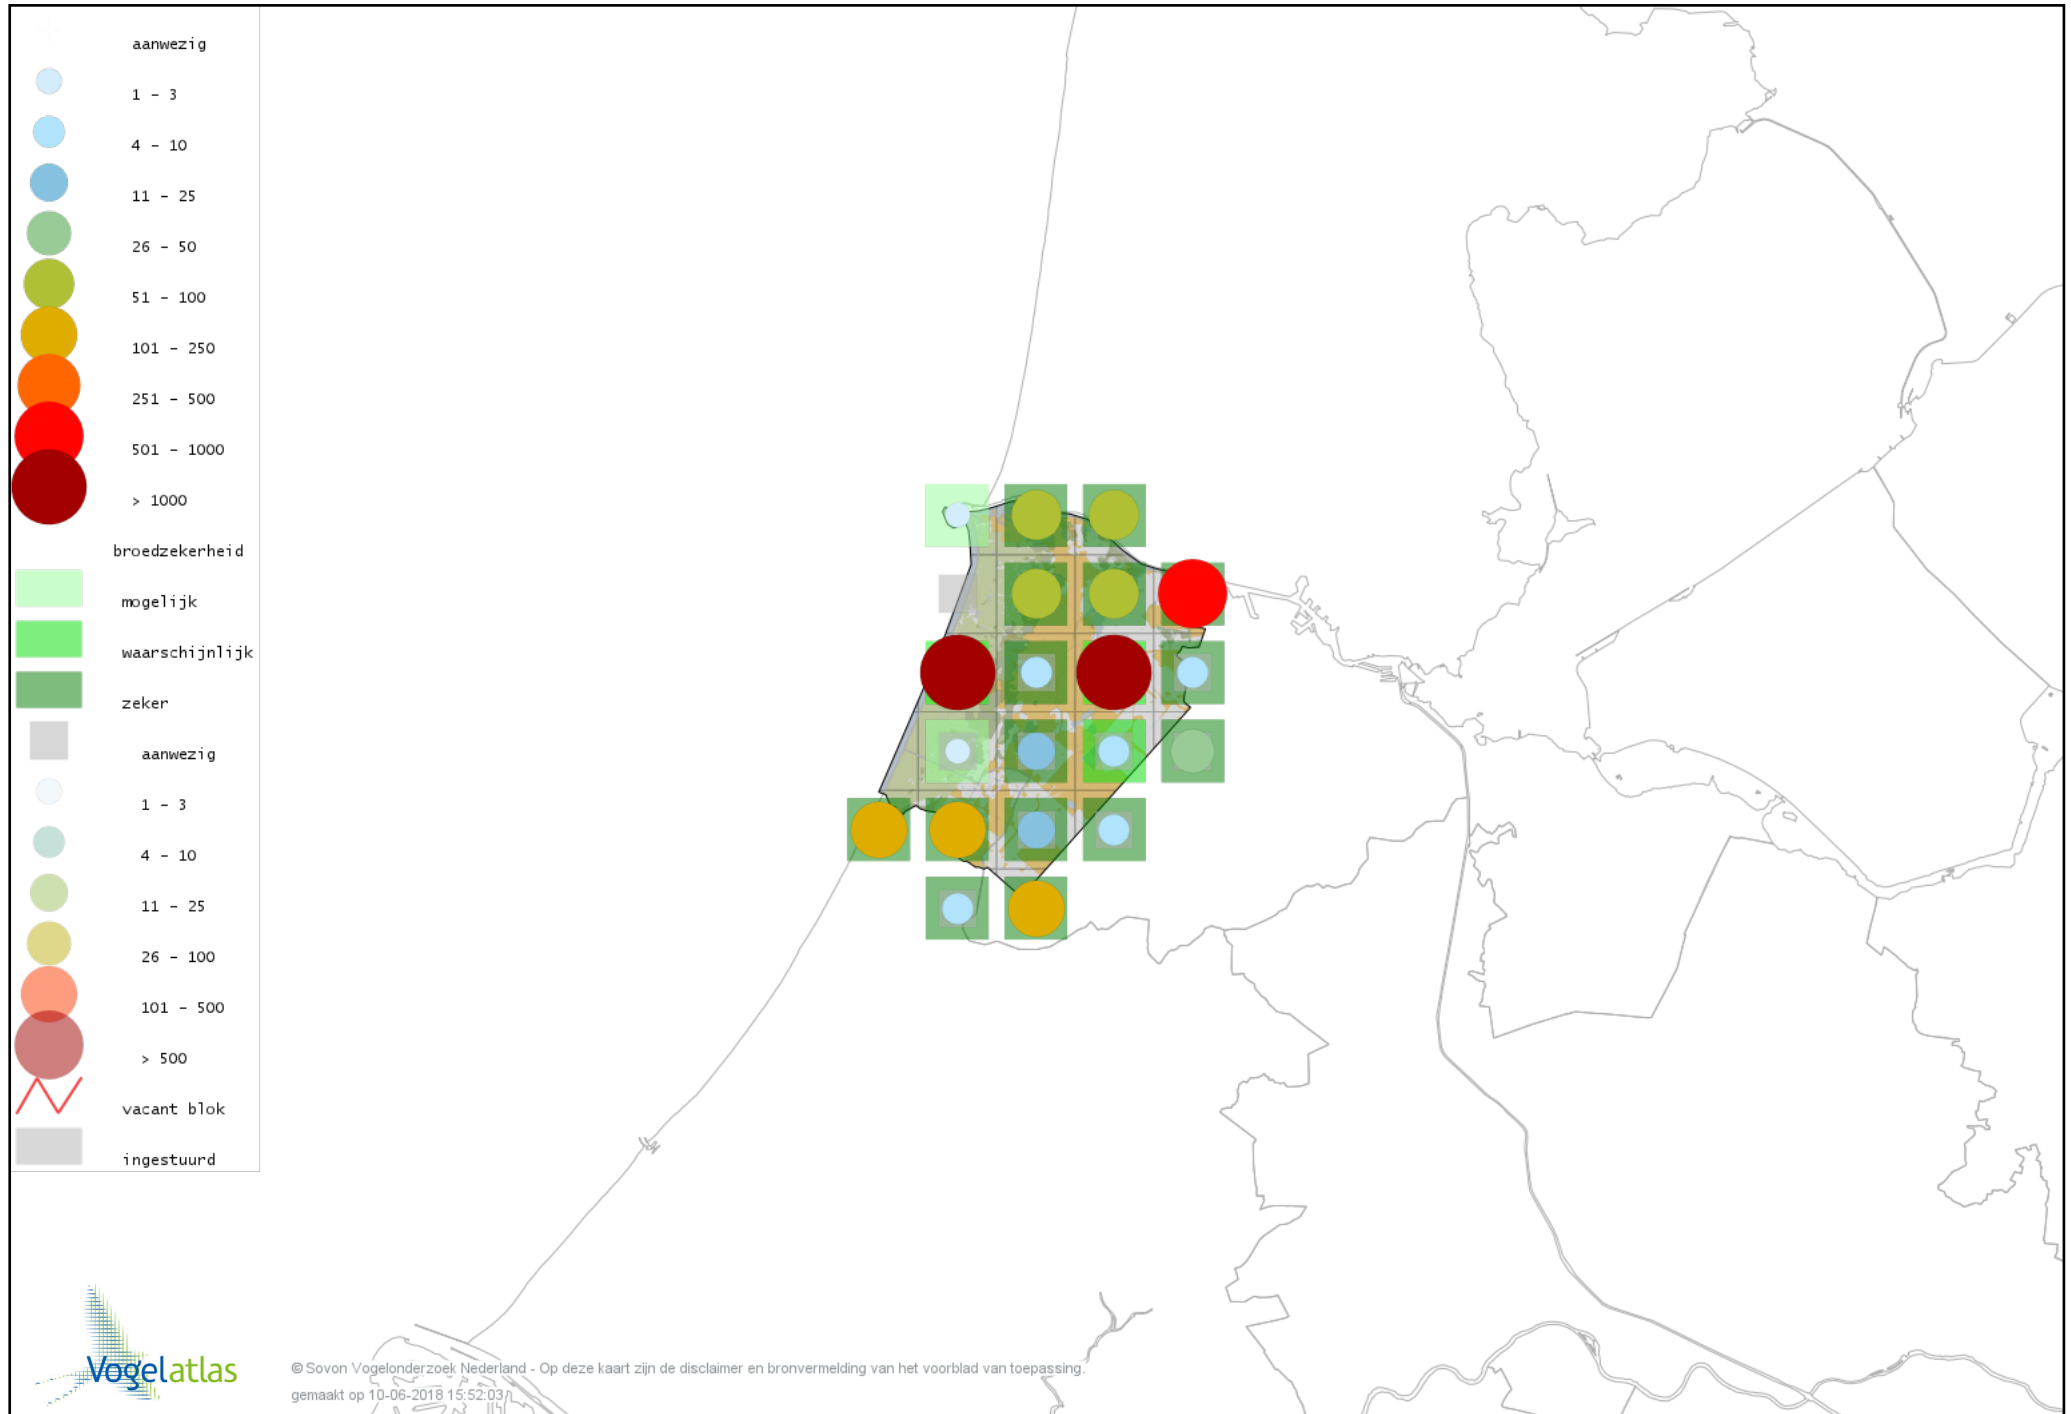 aanwezig
1 - 3
4 - 10
11 - 25
26 - 50
51 - 100
101 - 250
251 - 500
501 - 1000
> 1000
broedzekerheid
mogelijk
waarschijnlijk
zeker
aanwezig
1 - 3
4 - 10
11 - 25
26 - 100
101 - 500
> 500
vacant blok
ingestuurd
Vogelatlas
© Sovon Vogelonderzoek Nederland - Op deze kaart zijn de disclaimer en bronvermelding van het voorblad van toepassing.
gemaakt op 10-06-2018 15:52:03